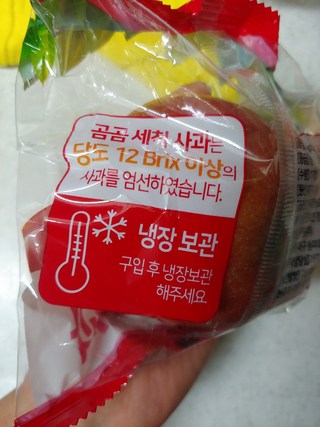 곰곰 세척 사과는
당도 12 Brix 이상의
사과를 엄선하였습니다.
냉장 보관
구입 후 냉장보관
해주세요